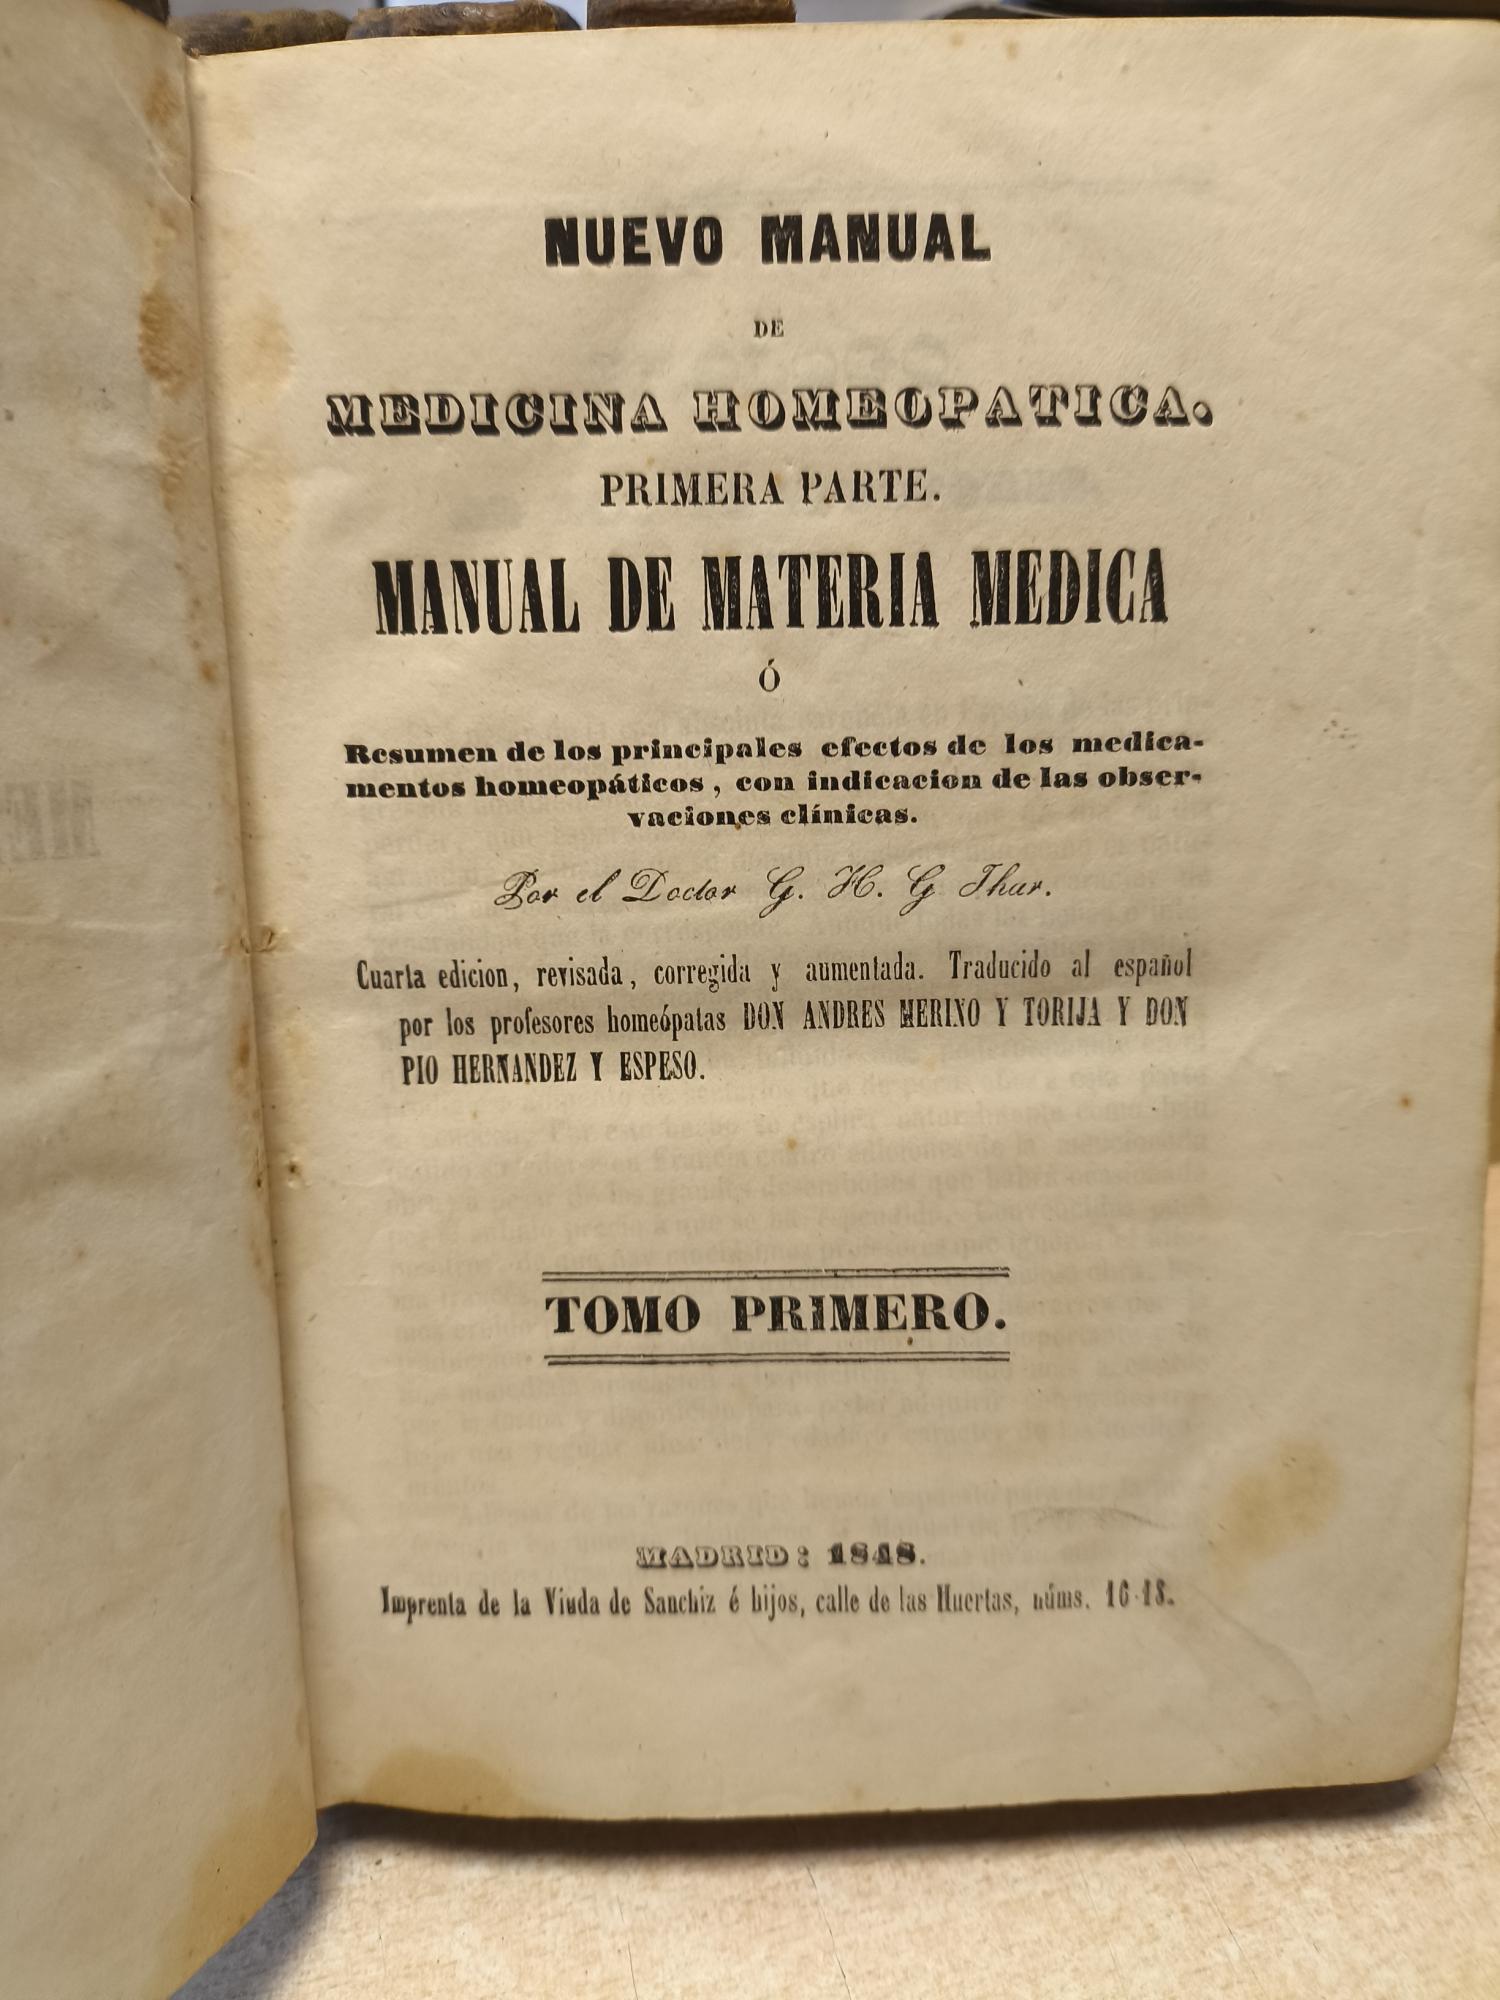 NUEVO MANUAL
DE
MEDICINA HOMEOPATICA.
PRIMERA PARTE.
MANUAL DE MATERIA MEDICA
Ó
Resumen de los principales efectos de los medica-
mentos homeopáticos, con indicacion de las obser-
vaciones clínicas.
Por el Doctor G. H. G Jhar.
Cuarta edicion, revisada, corregida y aumentada. Traducido al español
por los profesores homeópatas DON ANDRES MERINO Y TORIJA Y DON
PIO HERNANDEZ Y ESPESO.
TOMO PRIMERO.
MADRID: 1848.
Imprenta de la Viuda de Sanchiz é hijos, calle de las Huertas, núms. 16-18.